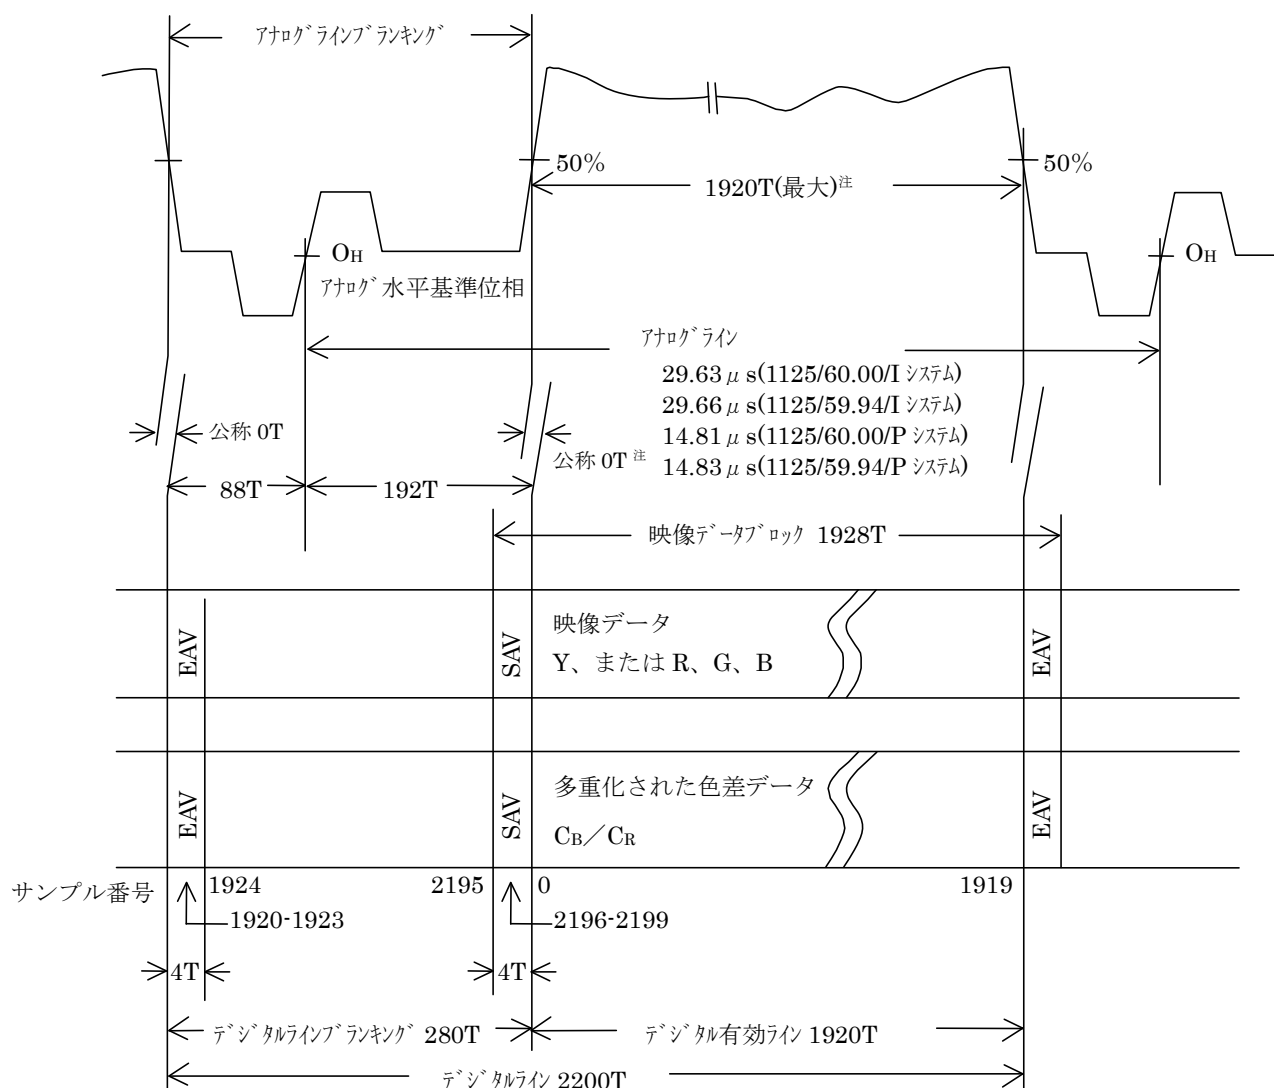 アナログラインブランキング
50%
50%
1920T(最大)注
OH
OH
アナログ水平基準位相
アナログライン
29.63μs(1125/60.00/Iシステム)
29.66μs(1125/59.94/Iシステム)
14.81μs(1125/60.00/Pシステム)
14.83μs(1125/59.94/Pシステム)
公称 0T
公称 0T 注
88T
192T
映像データブロック 1928T
EAV
SAV
映像データ
Y、または R、G、B
EAV
EAV
SAV
多重化された色差データ
CB／CR
EAV
サンプル番号
1924
2195
0
1919
1920-1923
2196-2199
4T
4T
デジタルラインブランキング 280T
デジタル有効ライン 1920T
デジタルライン 2200T